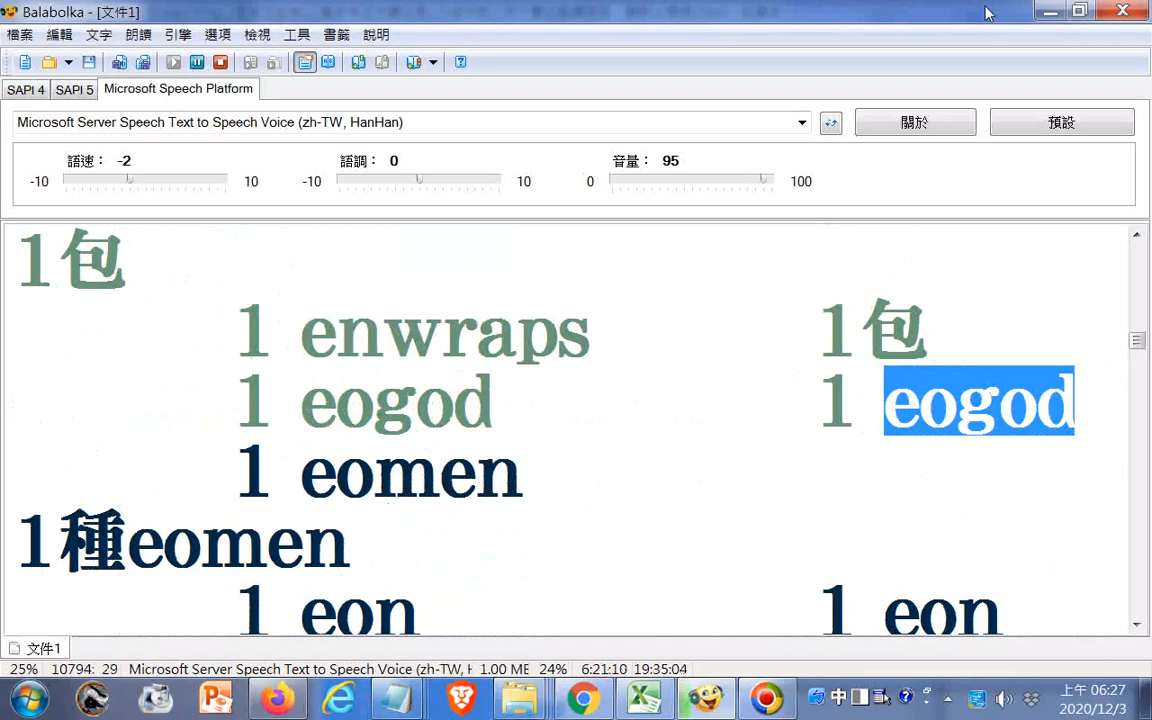 Balabolka - [文件1]
檔案 編輯 文字 朗讀 引擎 選項 檢視 工具 書籤 說明
SAPI 4 SAPI 5 Microsoft Speech Platform
Microsoft Server Speech Text to Speech Voice (zh-TW, HanHan) 關於 預設
語速： -2 語調： 0 音量： 95
-10 10 -10 10 0 100
1包
1 enwraps 1包
1 eogod 1 eogod
1 eomen
1種eomen
1 eon 1 eon
文件1
25% 10794: 29 Microsoft Server Speech Text to Speech Voice (zh-TW, H 1.00 ME 24% 6:21:10 19:35:04
中 上午 06:27
2020/12/3